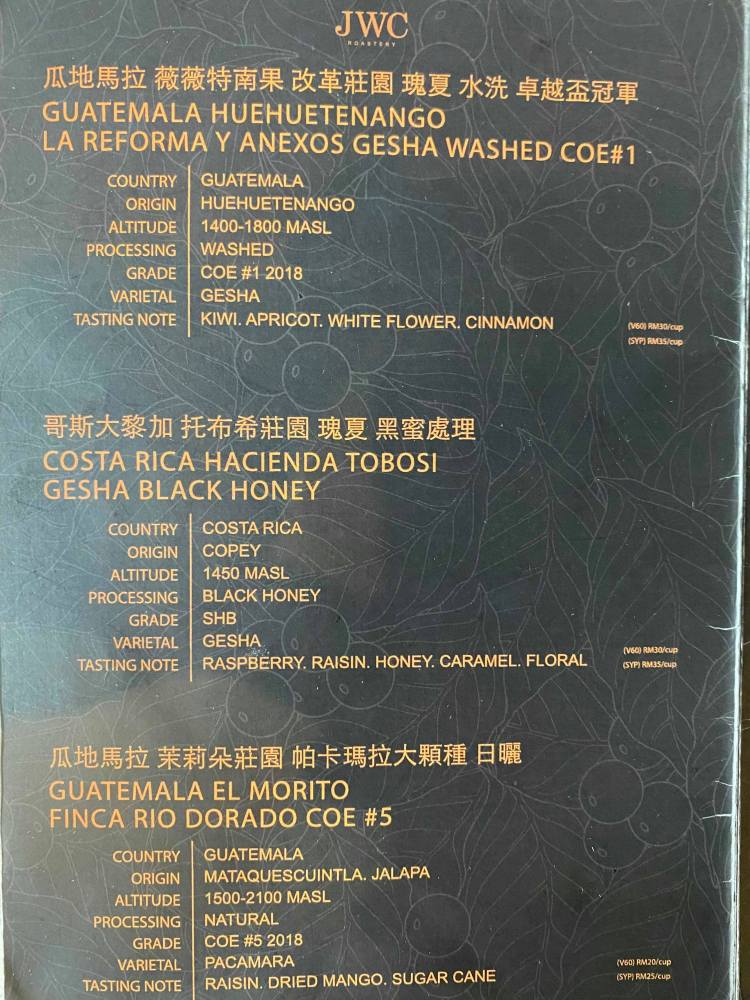 JWC
ROASTERY
瓜地馬拉 薇薇特南果 改革莊園 瑰夏 水洗 卓越盃冠軍
GUATEMALA HUEHUETENANGO
LA REFORMA Y ANEXOS GESHA WASHED COE#1
COUNTRY GUATEMALA
ORIGIN HUEHUETENANGO
ALTITUDE 1400-1800 MASL
PROCESSING WASHED
GRADE COE #1 2018
VARIETAL GESHA
TASTING NOTE KIWI. APRICOT. WHITE FLOWER. CINNAMON (V60) RM30/cup
(SYP) RM35/cup
哥斯大黎加 托布希莊園 瑰夏 黑蜜處理
COSTA RICA HACIENDA TOBOSI
GESHA BLACK HONEY
COUNTRY COSTA RICA
ORIGIN COPEY
ALTITUDE 1450 MASL
PROCESSING BLACK HONEY
GRADE SHB
VARIETAL GESHA (V60) RM30/cup
TASTING NOTE RASPBERRY. RAISIN. HONEY. CARAMEL. FLORAL (SYP) RM35/cup
瓜地馬拉 茉莉朵莊園 帕卡瑪拉大顆種 日曬
GUATEMALA EL MORITO
FINCA RIO DORADO COE #5
COUNTRY GUATEMALA
ORIGIN MATAQUESCUINTLA. JALAPA
ALTITUDE 1500-2100 MASL
PROCESSING NATURAL
GRADE COE #5 2018
VARIETAL PACAMARA (V60) RM20/cup
TASTING NOTE RAISIN. DRIED MANGO. SUGAR CANE (SYP) RM25/cup